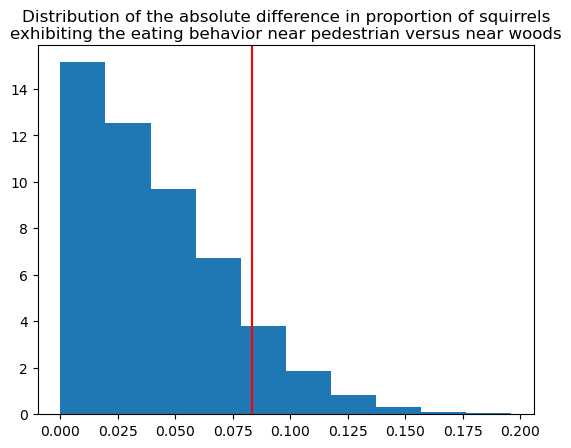 Distribution of the absolute difference in proportion of squirrels
exhibiting the eating behavior near pedestrian versus near woods
14
12
10
8
6
4
2
0
0.000 0.025 0.050 0.075 0.100 0.125 0.150 0.175 0.200